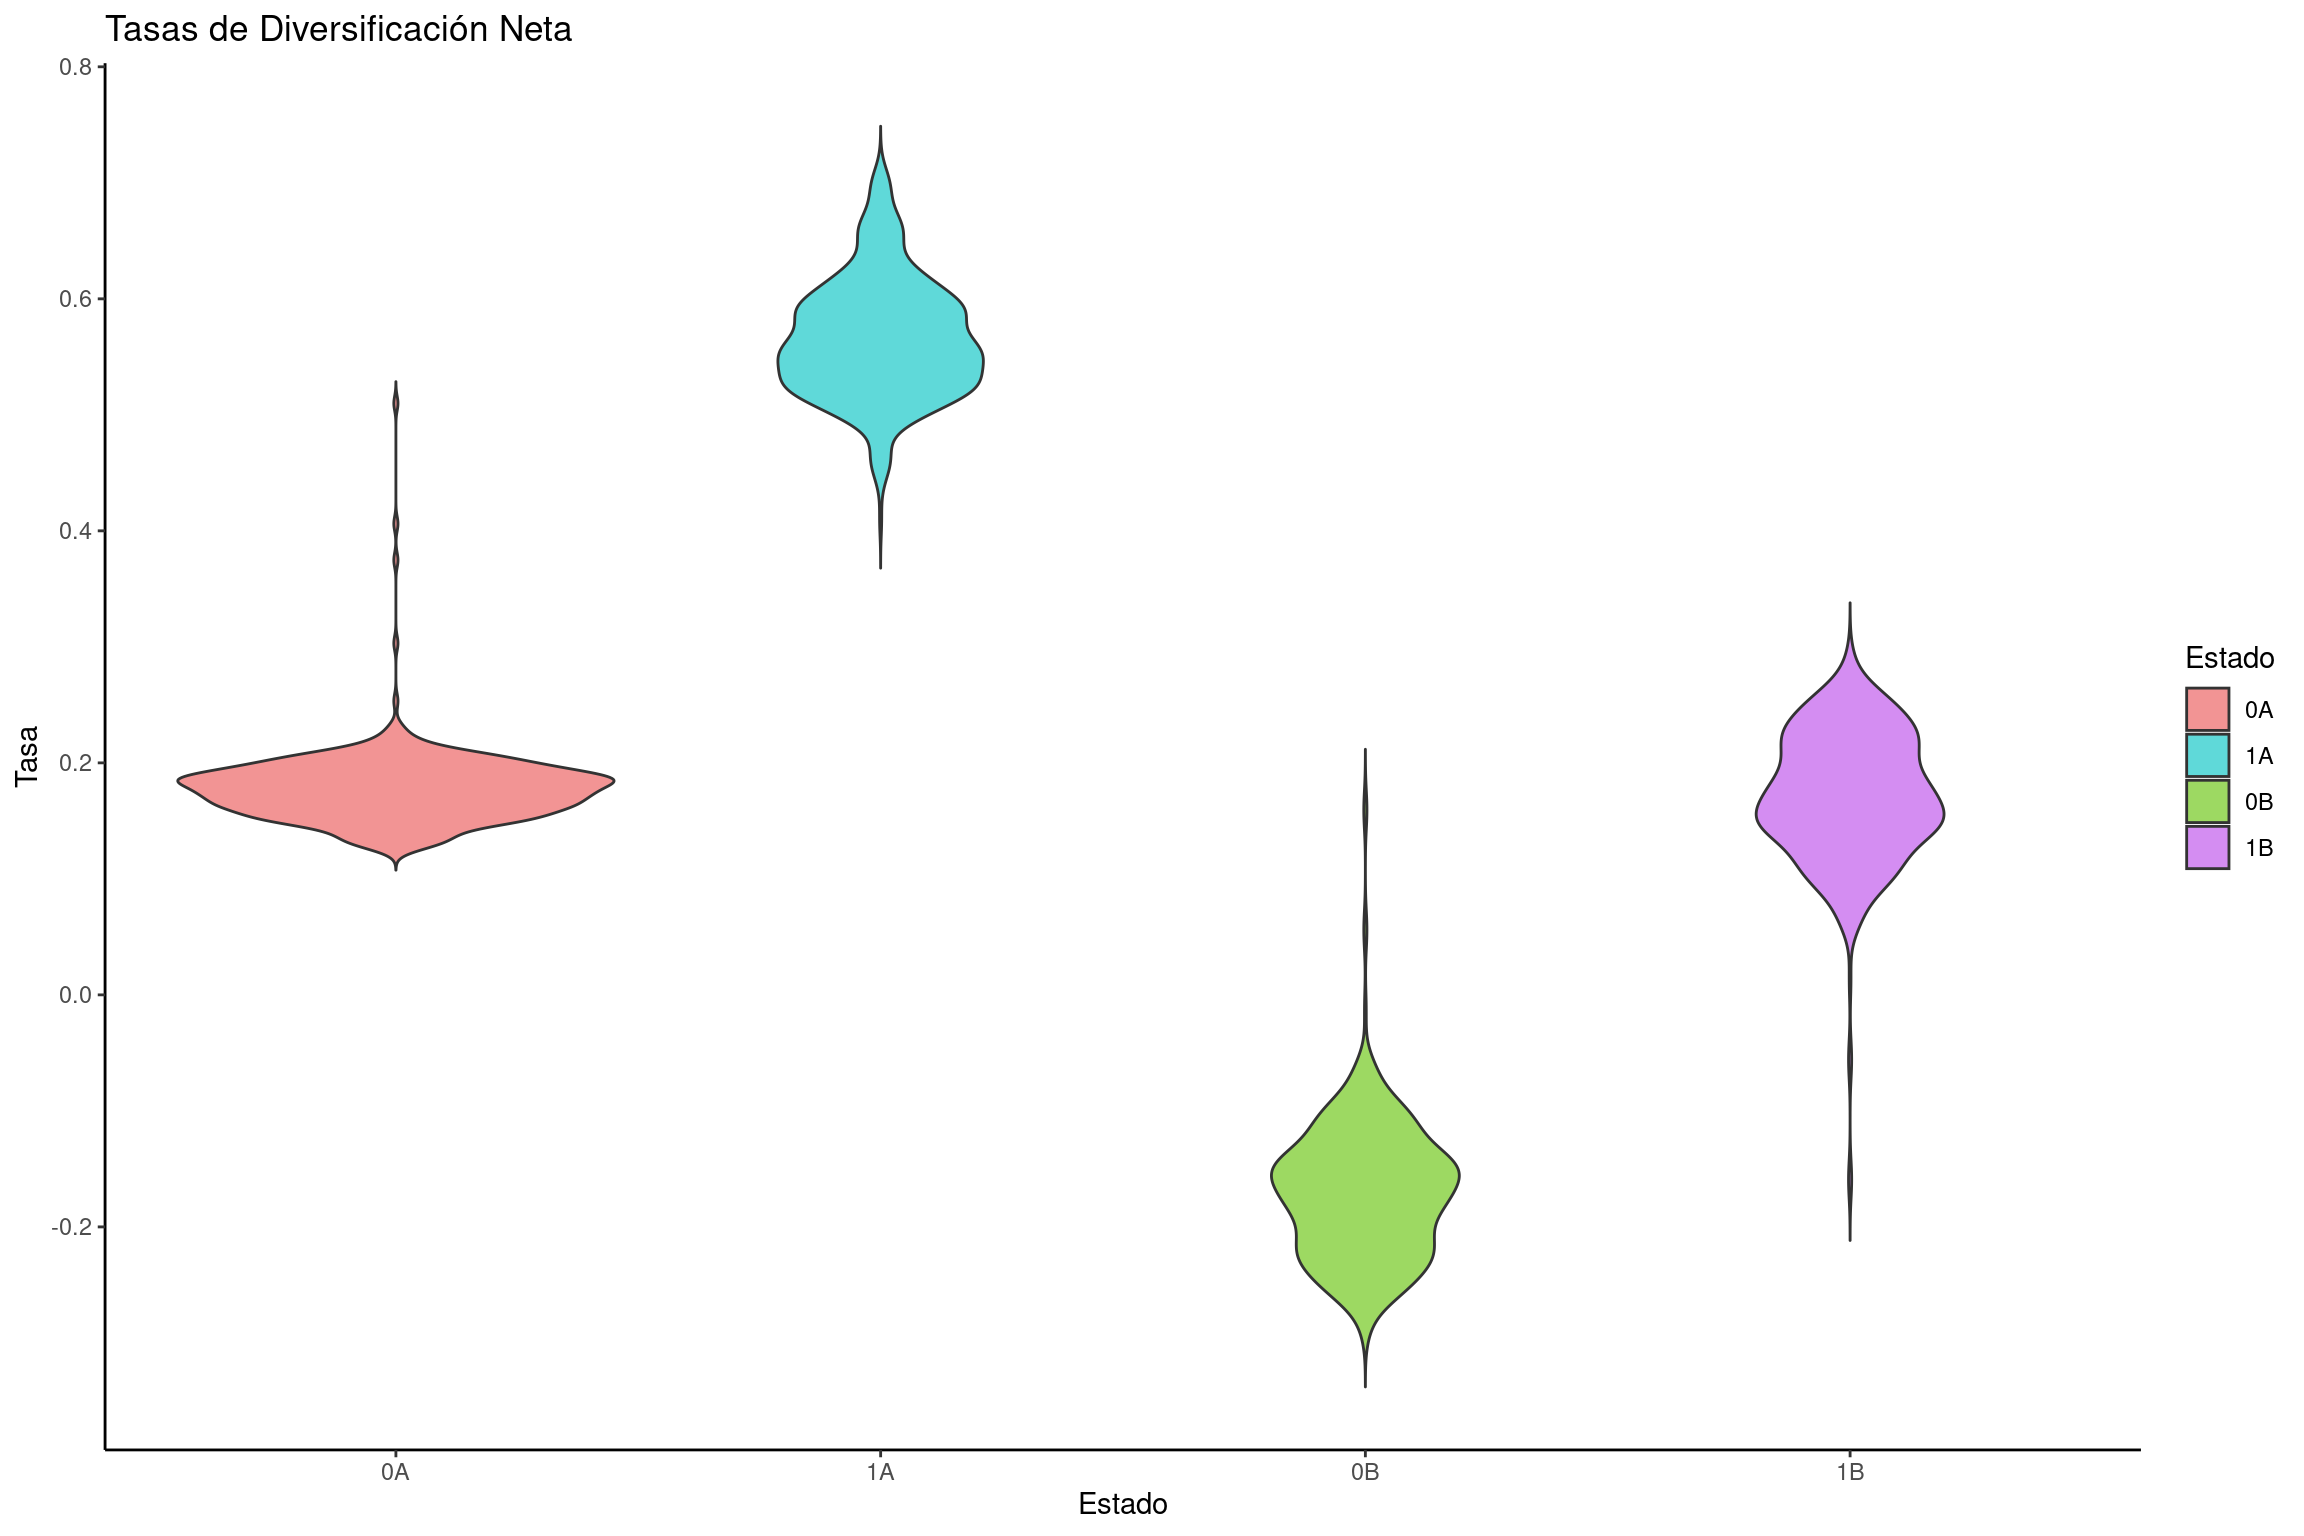 Tasas de Diversificación Neta
0.8
0.6
0.4
0.2
0.0
-0.2
Tasa
0A
1A
0B
1B
Estado
Estado
0A
1A
0B
1B